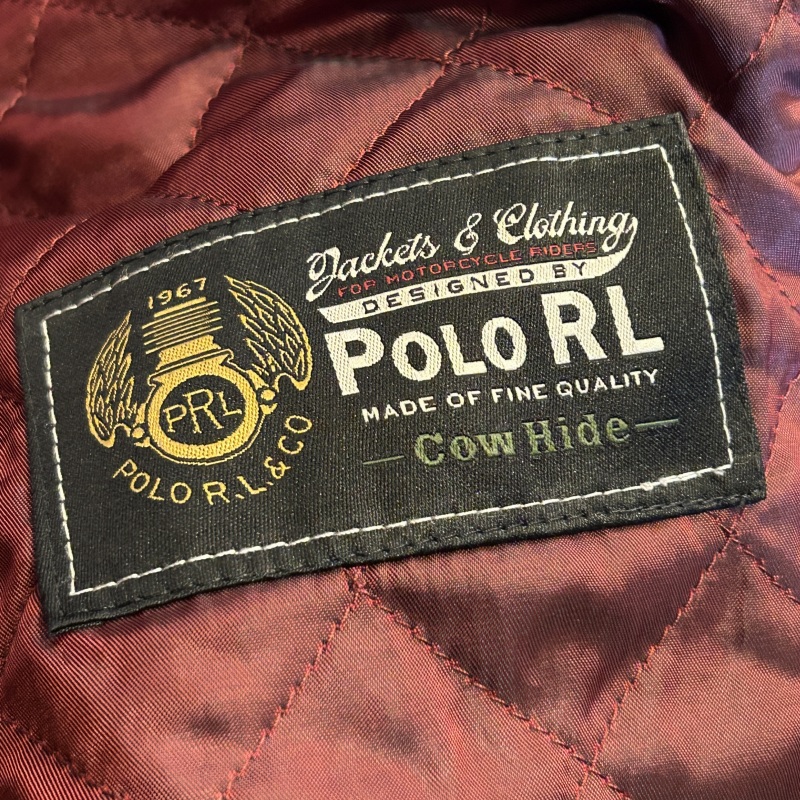 1967
PRL
POLO R.L. & CO
Jackets & Clothing
FOR MOTORCYCLE RIDERS
DESIGNED BY
POLO RL
MADE OF FINE QUALITY
— Cow Hide —